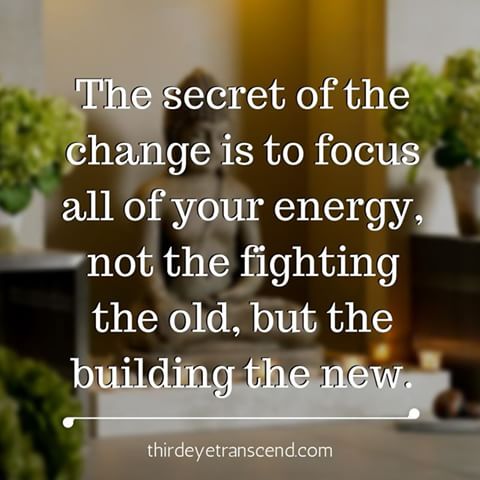 The secret of the
change is to focus
all of your energy,
not the fighting
the old, but the
building the new.
thirdeyetranscend.com